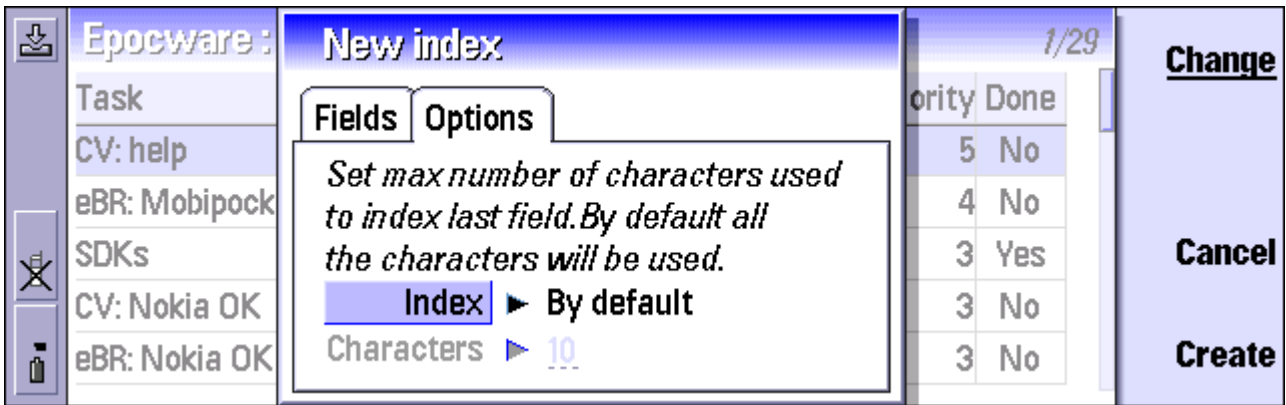 Epocware :
1/29
Task
ority Done
CV: help
5 No
eBR: Mobipock
4 No
SDKs
3 Yes
CV: Nokia OK
3 No
eBR: Nokia OK
3 No
New index
Fields Options
Set max number of characters used
to index last field.By default all
the characters will be used.
Index By default
Characters 10
Change
Cancel
Create